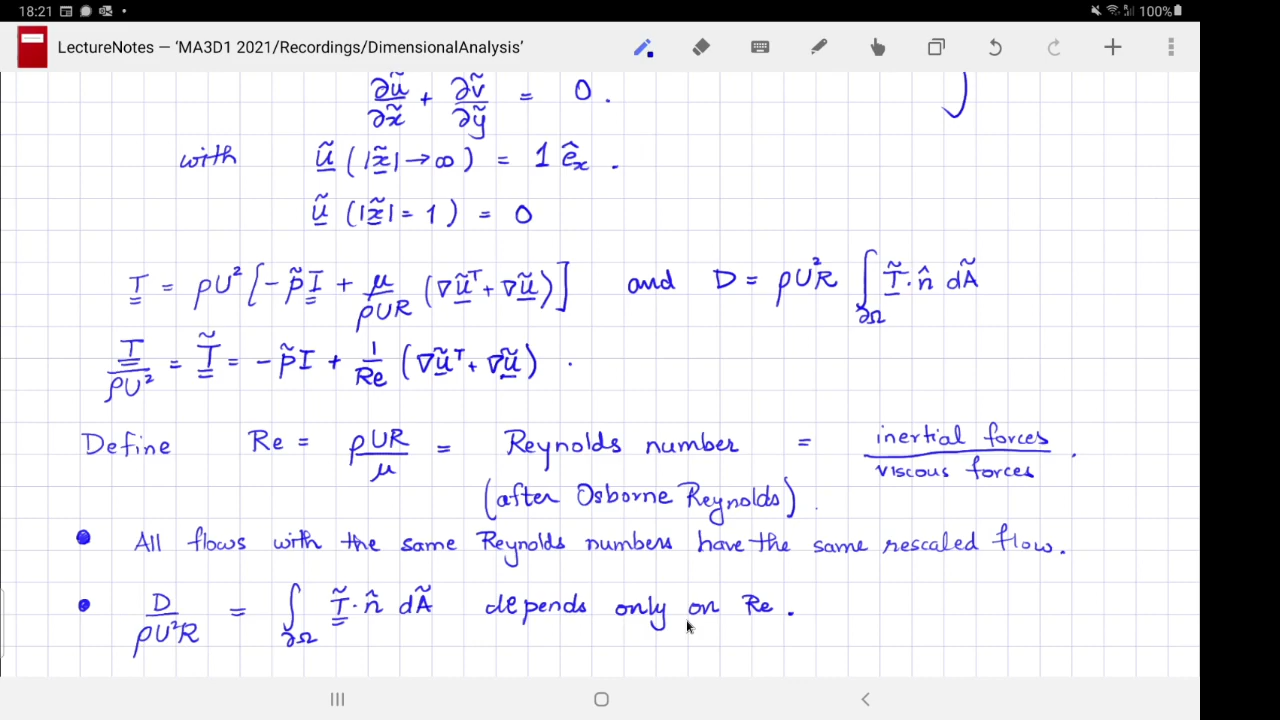 18:21
100%
LectureNotes — ‘MA3D1 2021/Recordings/DimensionalAnalysis’
∂ũ/∂x̃ + ∂ṽ/∂ỹ = 0 .
with ũ (|x̃| → ∞) = 1 ê_x .
ũ (|x̃| = 1) = 0
T = ρU² [ -p̃ I + μ/ρUR (∇ũᵀ + ∇ũ) ] and D = ρU²R ∫_∂Ω T̃ · n̂ dÃ
T/ρU² = T̃ = -p̃ I + 1/Re (∇ũᵀ + ∇ũ) .
Define Re = ρUR/μ = Reynolds number = inertial forces/viscous forces .
(after Osborne Reynolds) .
• All flows with the same Reynolds numbers have the same rescaled flow.
• D/ρU²R = ∫_∂Ω T̃ · n̂ dÃ depends only on Re .